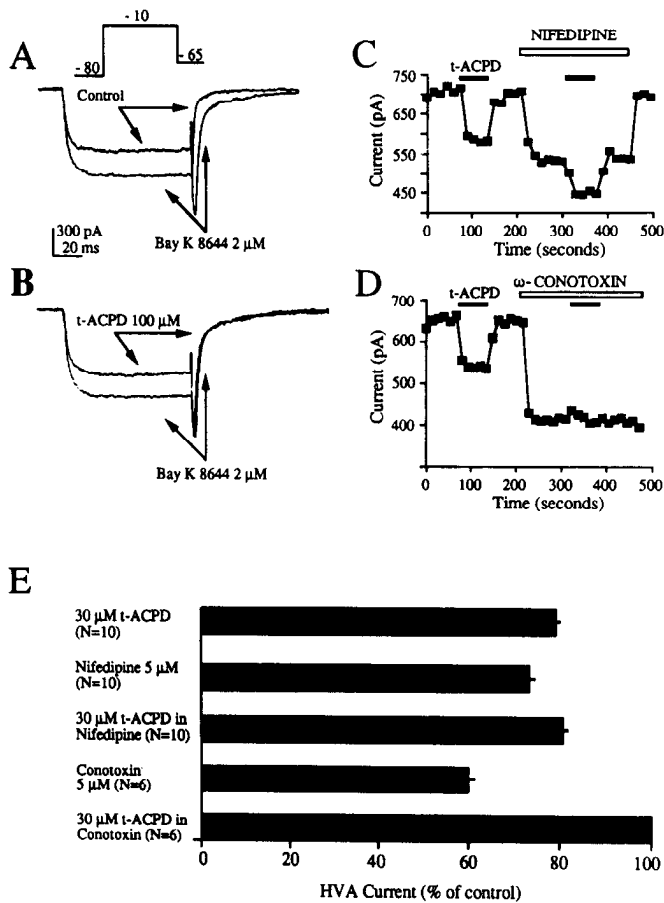 A
- 10
- 80
- 65
Control
Bay K 8644 2 µM
300 pA
20 ms
B
t-ACPD 100 µM
Bay K 8644 2 µM
C
NIFEDIPINE
t-ACPD
750
650
550
450
Current (pA)
0 100 200 300 400 500
Time (seconds)
D
ω- CONOTOXIN
t-ACPD
700
600
500
400
Current (pA)
0 100 200 300 400 500
Time (seconds)
E
30 µM t-ACPD
(N=10)
Nifedipine 5 µM
(N=10)
30 µM t-ACPD in
Nifedipine (N=10)
Conotoxin
5 µM (N=6)
30 µM t-ACPD in
Conotoxin (N=6)
0 20 40 60 80 100
HVA Current (% of control)